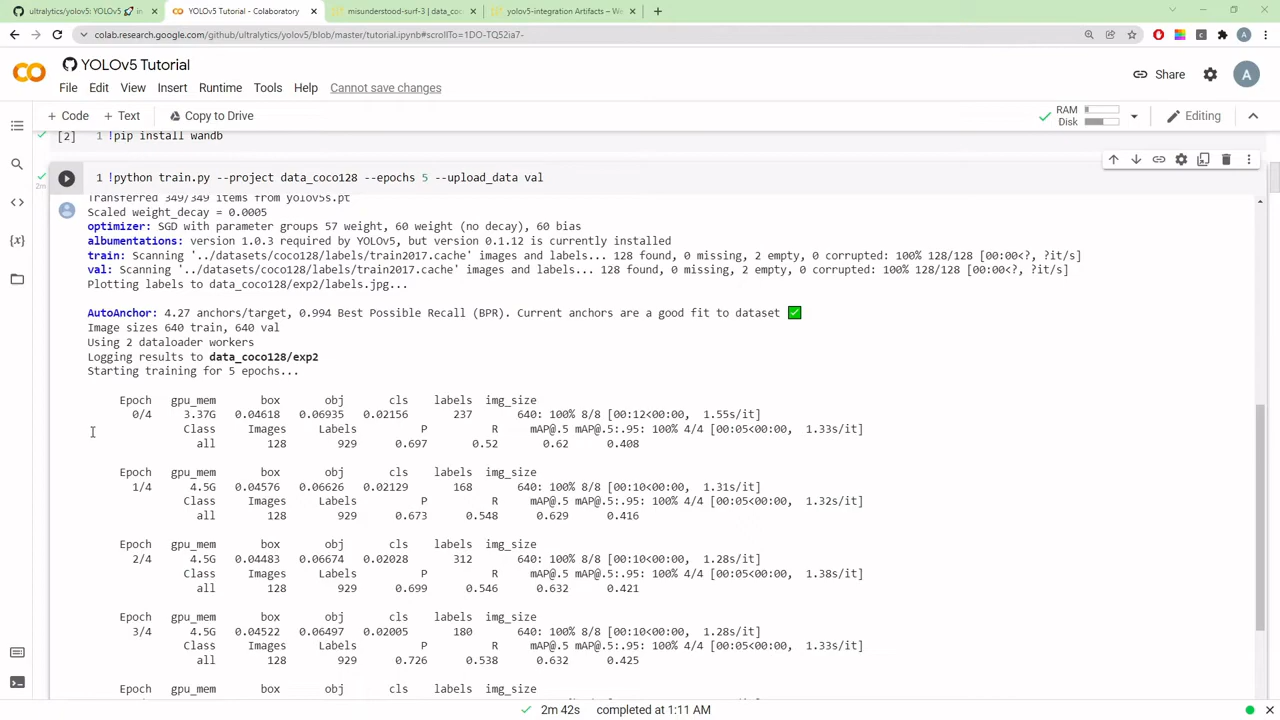 ultralytics/yolov5: YOLOv5 🚀 in
YOLOv5 Tutorial - Colaboratory
misunderstood-surf-3 | data_coc
yolov5-integration Artifacts – We
colab.research.google.com/github/ultralytics/yolov5/blob/master/tutorial.ipynb#scrollTo=1DO-TQ52ia7-
A
CO
YOLOv5 Tutorial
Share
A
File Edit View Insert Runtime Tools Help Cannot save changes
+ Code + Text Copy to Drive
RAM
Disk
Editing
[2] 1 !pip install wandb
2m
1 !python train.py --project data_coco128 --epochs 5 --upload_data val
Transferred 349/349 items from yolov5s.pt
Scaled weight_decay = 0.0005
optimizer: SGD with parameter groups 57 weight, 60 weight (no decay), 60 bias
albumentations: version 1.0.3 required by YOLOv5, but version 0.1.12 is currently installed
train: Scanning '../datasets/coco128/labels/train2017.cache' images and labels... 128 found, 0 missing, 2 empty, 0 corrupted: 100% 128/128 [00:00<?, ?it/s]
val: Scanning '../datasets/coco128/labels/train2017.cache' images and labels... 128 found, 0 missing, 2 empty, 0 corrupted: 100% 128/128 [00:00<?, ?it/s]
Plotting labels to data_coco128/exp2/labels.jpg...
AutoAnchor: 4.27 anchors/target, 0.994 Best Possible Recall (BPR). Current anchors are a good fit to dataset ✅
Image sizes 640 train, 640 val
Using 2 dataloader workers
Logging results to data_coco128/exp2
Starting training for 5 epochs...
Epoch gpu_mem box obj cls labels img_size
0/4 3.37G 0.04618 0.06935 0.02156 237 640: 100% 8/8 [00:12<00:00, 1.55s/it]
Class Images Labels P R mAP@.5 mAP@.5:.95: 100% 4/4 [00:05<00:00, 1.33s/it]
all 128 929 0.697 0.52 0.62 0.408
Epoch gpu_mem box obj cls labels img_size
1/4 4.5G 0.04576 0.06626 0.02129 168 640: 100% 8/8 [00:10<00:00, 1.31s/it]
Class Images Labels P R mAP@.5 mAP@.5:.95: 100% 4/4 [00:05<00:00, 1.32s/it]
all 128 929 0.673 0.548 0.629 0.416
Epoch gpu_mem box obj cls labels img_size
2/4 4.5G 0.04483 0.06674 0.02028 312 640: 100% 8/8 [00:10<00:00, 1.28s/it]
Class Images Labels P R mAP@.5 mAP@.5:.95: 100% 4/4 [00:05<00:00, 1.38s/it]
all 128 929 0.699 0.546 0.632 0.421
Epoch gpu_mem box obj cls labels img_size
3/4 4.5G 0.04522 0.06497 0.02005 180 640: 100% 8/8 [00:10<00:00, 1.28s/it]
Class Images Labels P R mAP@.5 mAP@.5:.95: 100% 4/4 [00:05<00:00, 1.33s/it]
all 128 929 0.726 0.538 0.632 0.425
Epoch gpu_mem box obj cls labels img_size
2m 42s completed at 1:11 AM